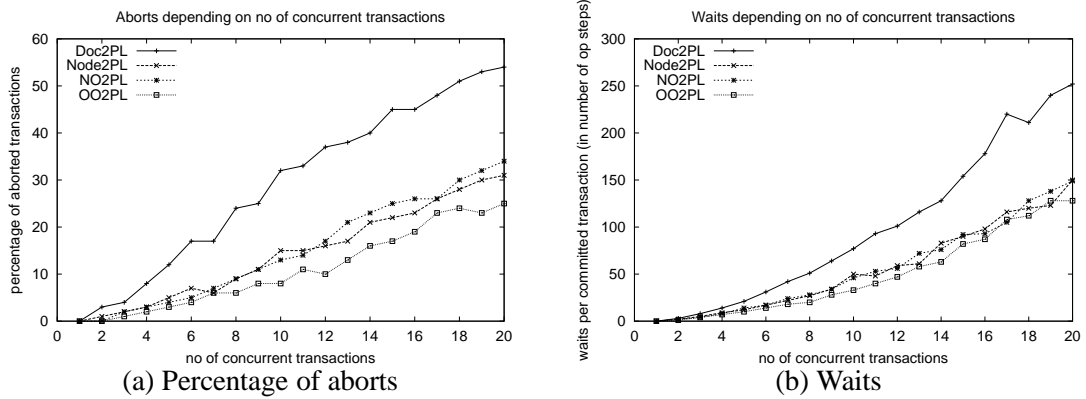 Aborts depending on no of concurrent transactions
60
50
40
30
20
10
0
percentage of aborted transactions
Doc2PL
Node2PL
NO2PL
OO2PL
0 2 4 6 8 10 12 14 16 18 20
no of concurrent transactions
(a) Percentage of aborts
Waits depending on no of concurrent transactions
300
250
200
150
100
50
0
waits per committed transaction (in number of op steps)
Doc2PL
Node2PL
NO2PL
OO2PL
0 2 4 6 8 10 12 14 16 18 20
no of concurrent transactions
(b) Waits